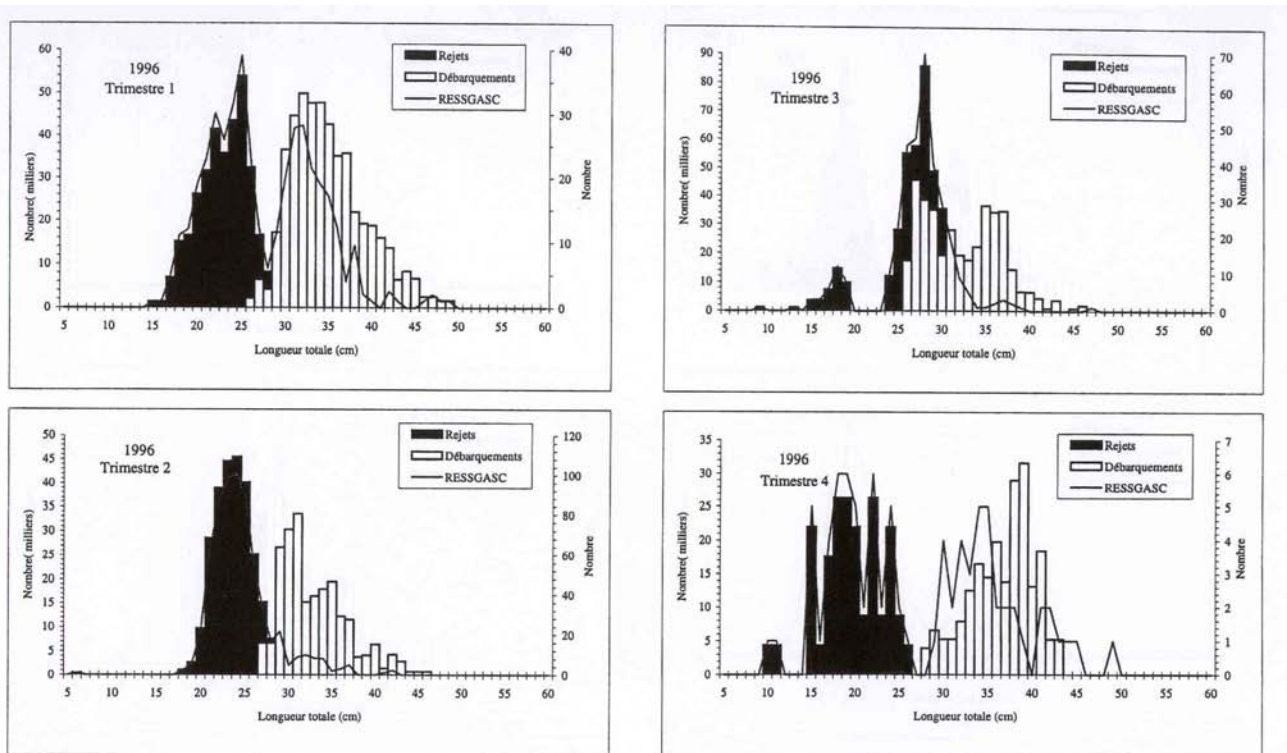 1996
Trimestre 1
Rejets
Débarquements
RESSGASC
Nombre( milliers)
60
50
40
30
20
10
0
Nombre
40
30
20
10
0
5 10 15 20 25 30 35 40 45 50 55 60
Longueur totale (cm)
1996
Trimestre 3
Rejets
Débarquements
RESSGASC
Nombre( milliers)
90
80
70
60
50
40
30
20
10
0
Nombre
70
60
50
40
30
20
10
0
5 10 15 20 25 30 35 40 45 50 55 60
Longueur totale (cm)
1996
Trimestre 2
Rejets
Débarquements
RESSGASC
Nombre( milliers)
50
45
40
35
30
25
20
15
10
5
0
Nombre
120
100
80
60
40
20
0
5 10 15 20 25 30 35 40 45 50 55 60
Longueur totale (cm)
1996
Trimestre 4
Rejets
Débarquements
RESSGASC
Nombre( milliers)
35
30
25
20
15
10
5
0
Nombre
7
6
5
4
3
2
1
0
5 10 15 20 25 30 35 40 45 50 55 60
Longueur totale (cm)